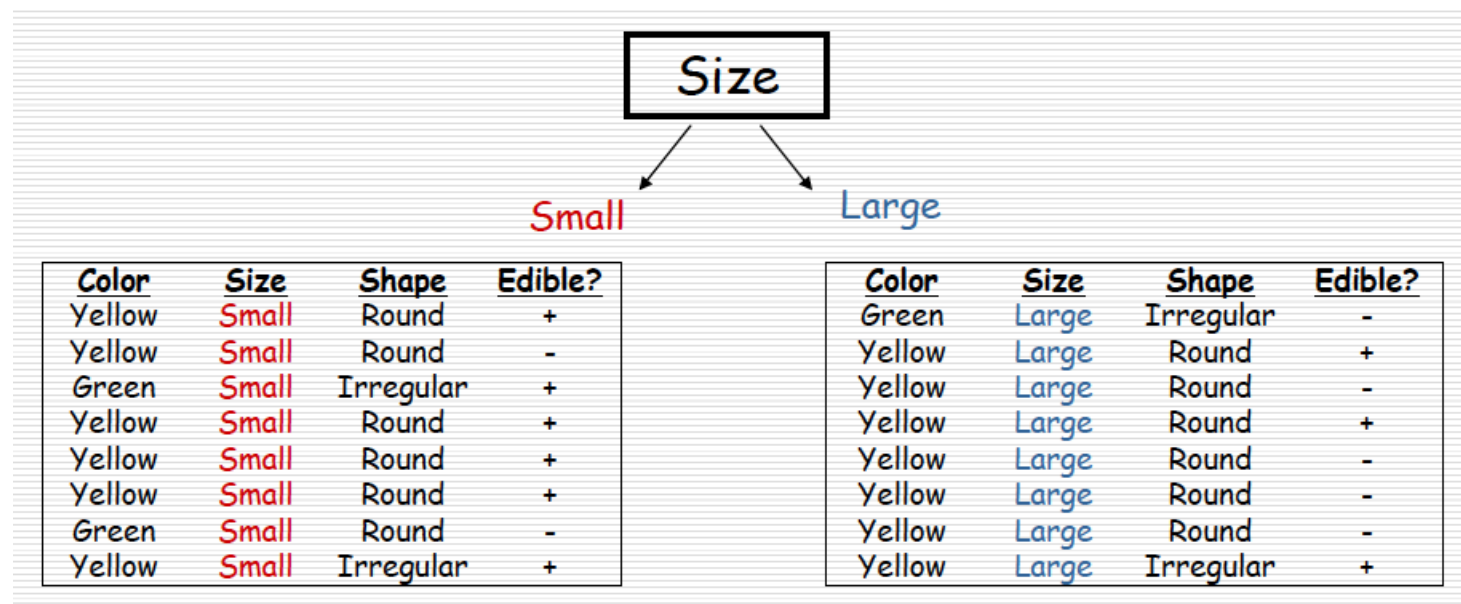 Size
Small
Large
Color Size Shape Edible?
Yellow Small Round +
Yellow Small Round -
Green Small Irregular +
Yellow Small Round +
Yellow Small Round +
Yellow Small Round +
Green Small Round -
Yellow Small Irregular +
Color Size Shape Edible?
Green Large Irregular -
Yellow Large Round +
Yellow Large Round -
Yellow Large Round +
Yellow Large Round -
Yellow Large Round -
Yellow Large Round -
Yellow Large Irregular +